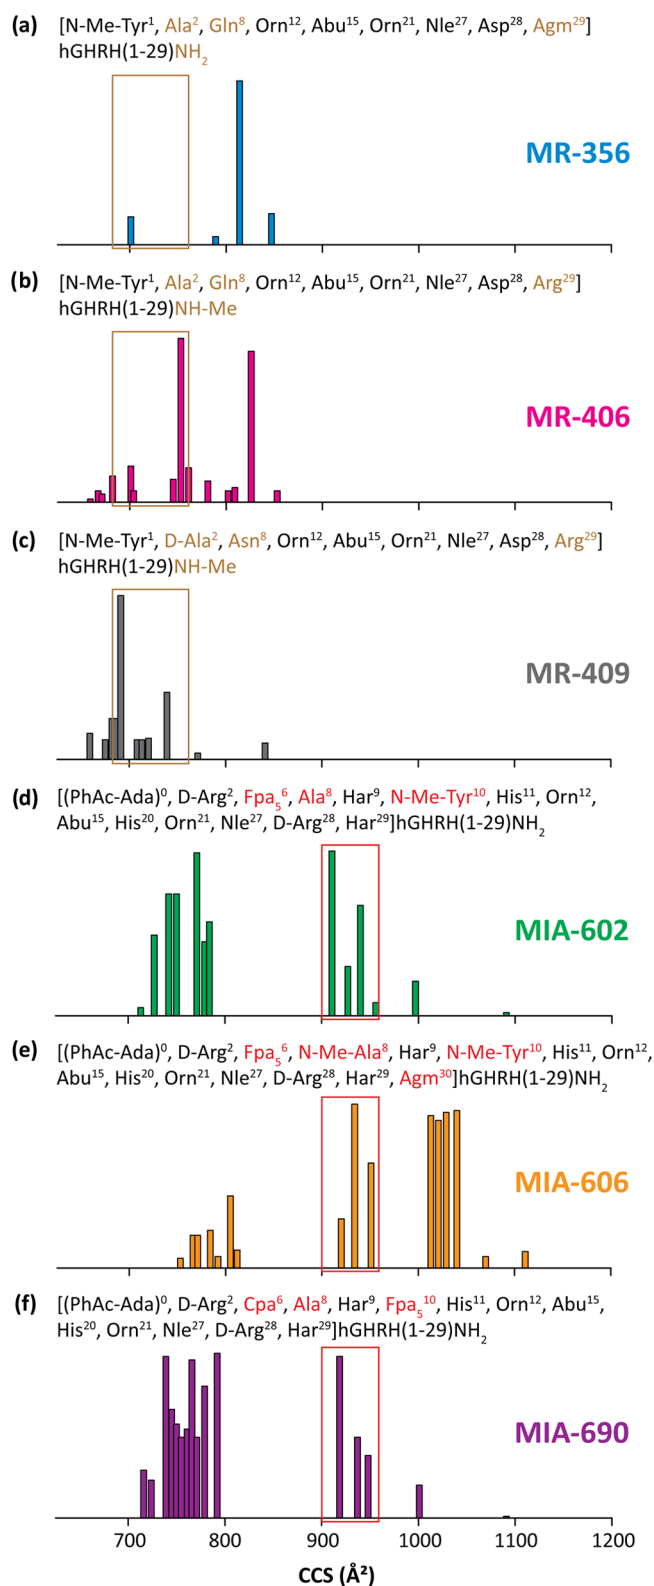 (a) [N-Me-Tyr¹, Ala², Gln⁸, Orn¹², Abu¹⁵, Orn²¹, Nle²⁷, Asp²⁸, Agm²⁹]
hGHRH(1-29)NH₂
MR-356
(b) [N-Me-Tyr¹, Ala², Gln⁸, Orn¹², Abu¹⁵, Orn²¹, Nle²⁷, Asp²⁸, Arg²⁹]
hGHRH(1-29)NH-Me
MR-406
(c) [N-Me-Tyr¹, D-Ala², Asn⁸, Orn¹², Abu¹⁵, Orn²¹, Nle²⁷, Asp²⁸, Arg²⁹]
hGHRH(1-29)NH-Me
MR-409
(d) [(PhAc-Ada)⁰, D-Arg², Fpa₅⁶, Ala⁸, Har⁹, N-Me-Tyr¹⁰, His¹¹, Orn¹²,
Abu¹⁵, His²⁰, Orn²¹, Nle²⁷, D-Arg²⁸, Har²⁹]hGHRH(1-29)NH₂
MIA-602
(e) [(PhAc-Ada)⁰, D-Arg², Fpa₅⁶, N-Me-Ala⁸, Har⁹, N-Me-Tyr¹⁰, His¹¹, Orn¹²,
Abu¹⁵, His²⁰, Orn²¹, Nle²⁷, D-Arg²⁸, Har²⁹, Agm³⁰]hGHRH(1-29)NH₂
MIA-606
(f) [(PhAc-Ada)⁰, D-Arg², Cpa⁶, Ala⁸, Har⁹, Fpa₅¹⁰, His¹¹, Orn¹², Abu¹⁵,
His²⁰, Orn²¹, Nle²⁷, D-Arg²⁸, Har²⁹]hGHRH(1-29)NH₂
MIA-690
700 800 900 1000 1100 1200
CCS (Å²)